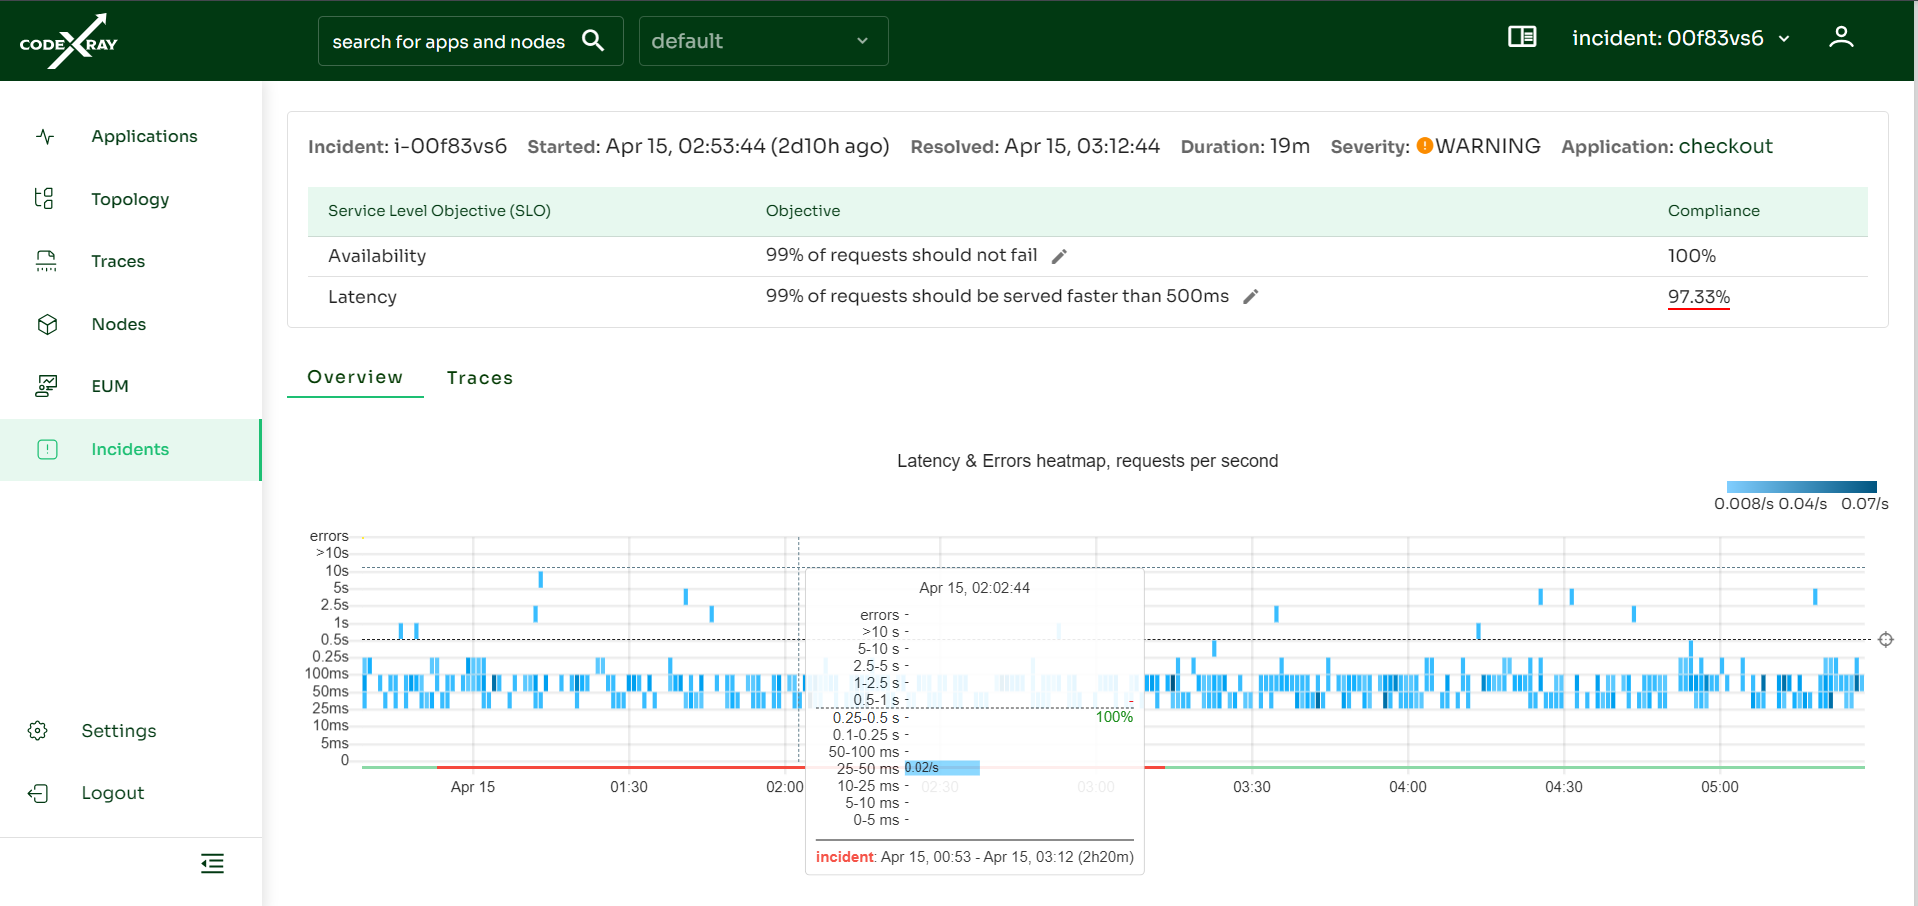 CODEXRAY
search for apps and nodes
default
incident: 00f83vs6
Applications
Topology
Traces
Nodes
EUM
Incidents
Settings
Logout
Incident: i-00f83vs6 Started: Apr 15, 02:53:44 (2d10h ago) Resolved: Apr 15, 03:12:44 Duration: 19m Severity: WARNING Application: checkout
Service Level Objective (SLO) Objective Compliance
Availability 99% of requests should not fail 100%
Latency 99% of requests should be served faster than 500ms 97.33%
Overview Traces
Latency & Errors heatmap, requests per second
0.008/s 0.04/s 0.07/s
errors
>10s
10s
5s
2.5s
1s
0.5s
0.25s
100ms
50ms
25ms
10ms
5ms
0
Apr 15 01:30 02:00 02:30 03:00 03:30 04:00 04:30 05:00
Apr 15, 02:02:44
errors -
>10 s -
5-10 s -
2.5-5 s -
1-2.5 s -
0.5-1 s - -
0.25-0.5 s - 100%
0.1-0.25 s -
50-100 ms -
25-50 ms 0.02/s
10-25 ms -
5-10 ms -
0-5 ms -
incident: Apr 15, 00:53 - Apr 15, 03:12 (2h20m)